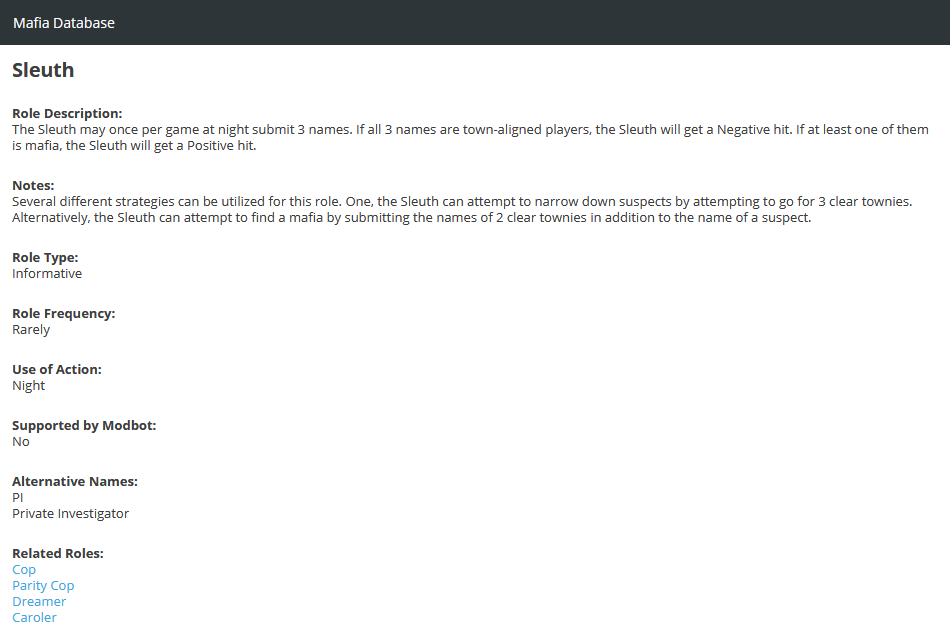 Mafia Database
Sleuth
Role Description:
The Sleuth may once per game at night submit 3 names. If all 3 names are town-aligned players, the Sleuth will get a Negative hit. If at least one of them
is mafia, the Sleuth will get a Positive hit.
Notes:
Several different strategies can be utilized for this role. One, the Sleuth can attempt to narrow down suspects by attempting to go for 3 clear townies.
Alternatively, the Sleuth can attempt to find a mafia by submitting the names of 2 clear townies in addition to the name of a suspect.
Role Type:
Informative
Role Frequency:
Rarely
Use of Action:
Night
Supported by Modbot:
No
Alternative Names:
PI
Private Investigator
Related Roles:
Cop
Parity Cop
Dreamer
Caroler